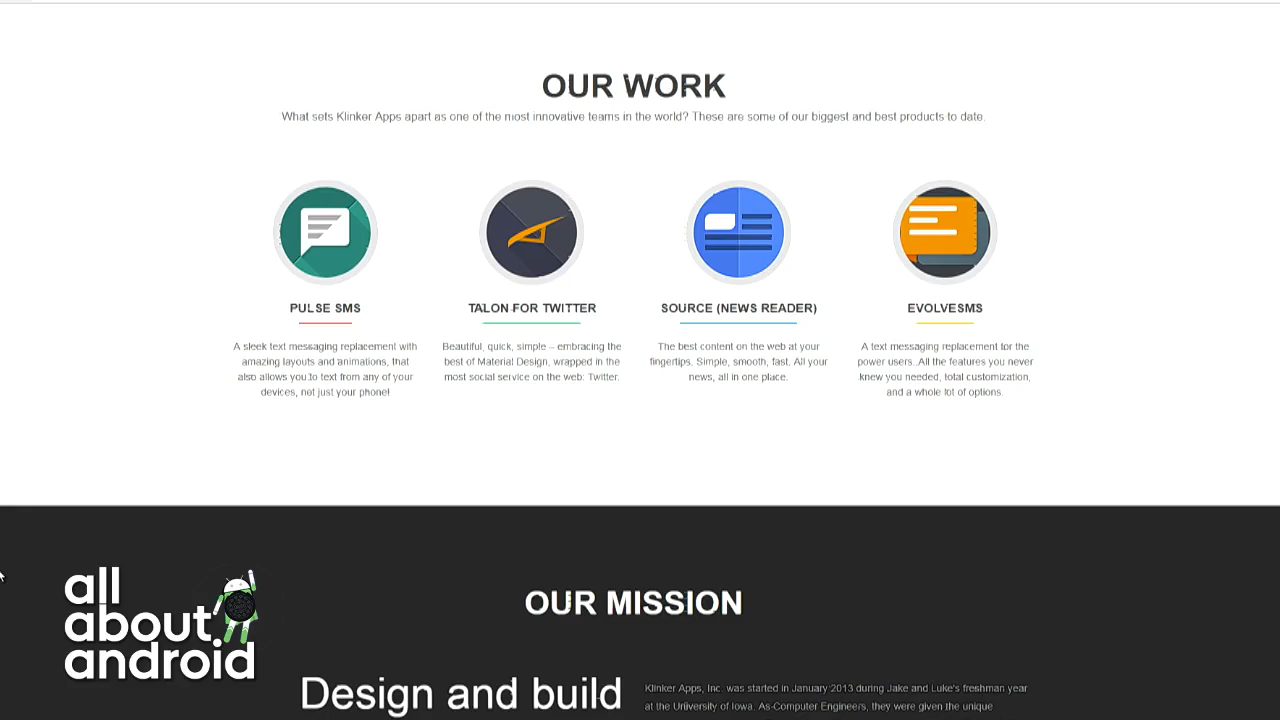 OUR WORK
What sets Klinker Apps apart as one of the most innovative teams in the world? These are some of our biggest and best products to date.
PULSE SMS
A sleek text messaging replacement with
amazing layouts and animations, that
also allows you to text from any of your
devices, not just your phone!
TALON FOR TWITTER
Beautiful, quick, simple – embracing the
best of Material Design, wrapped in the
most social service on the web: Twitter.
SOURCE (NEWS READER)
The best content on the web at your
fingertips. Simple, smooth, fast. All your
news, all in one place.
EVOLVESMS
A text messaging replacement for the
power users. All the features you never
knew you needed, total customization,
and a whole lot of options.
all
about
android
OUR MISSION
Design and build
Klinker Apps, Inc. was started in January 2013 during Jake and Luke's freshman year
at the University of Iowa. As Computer Engineers, they were given the unique